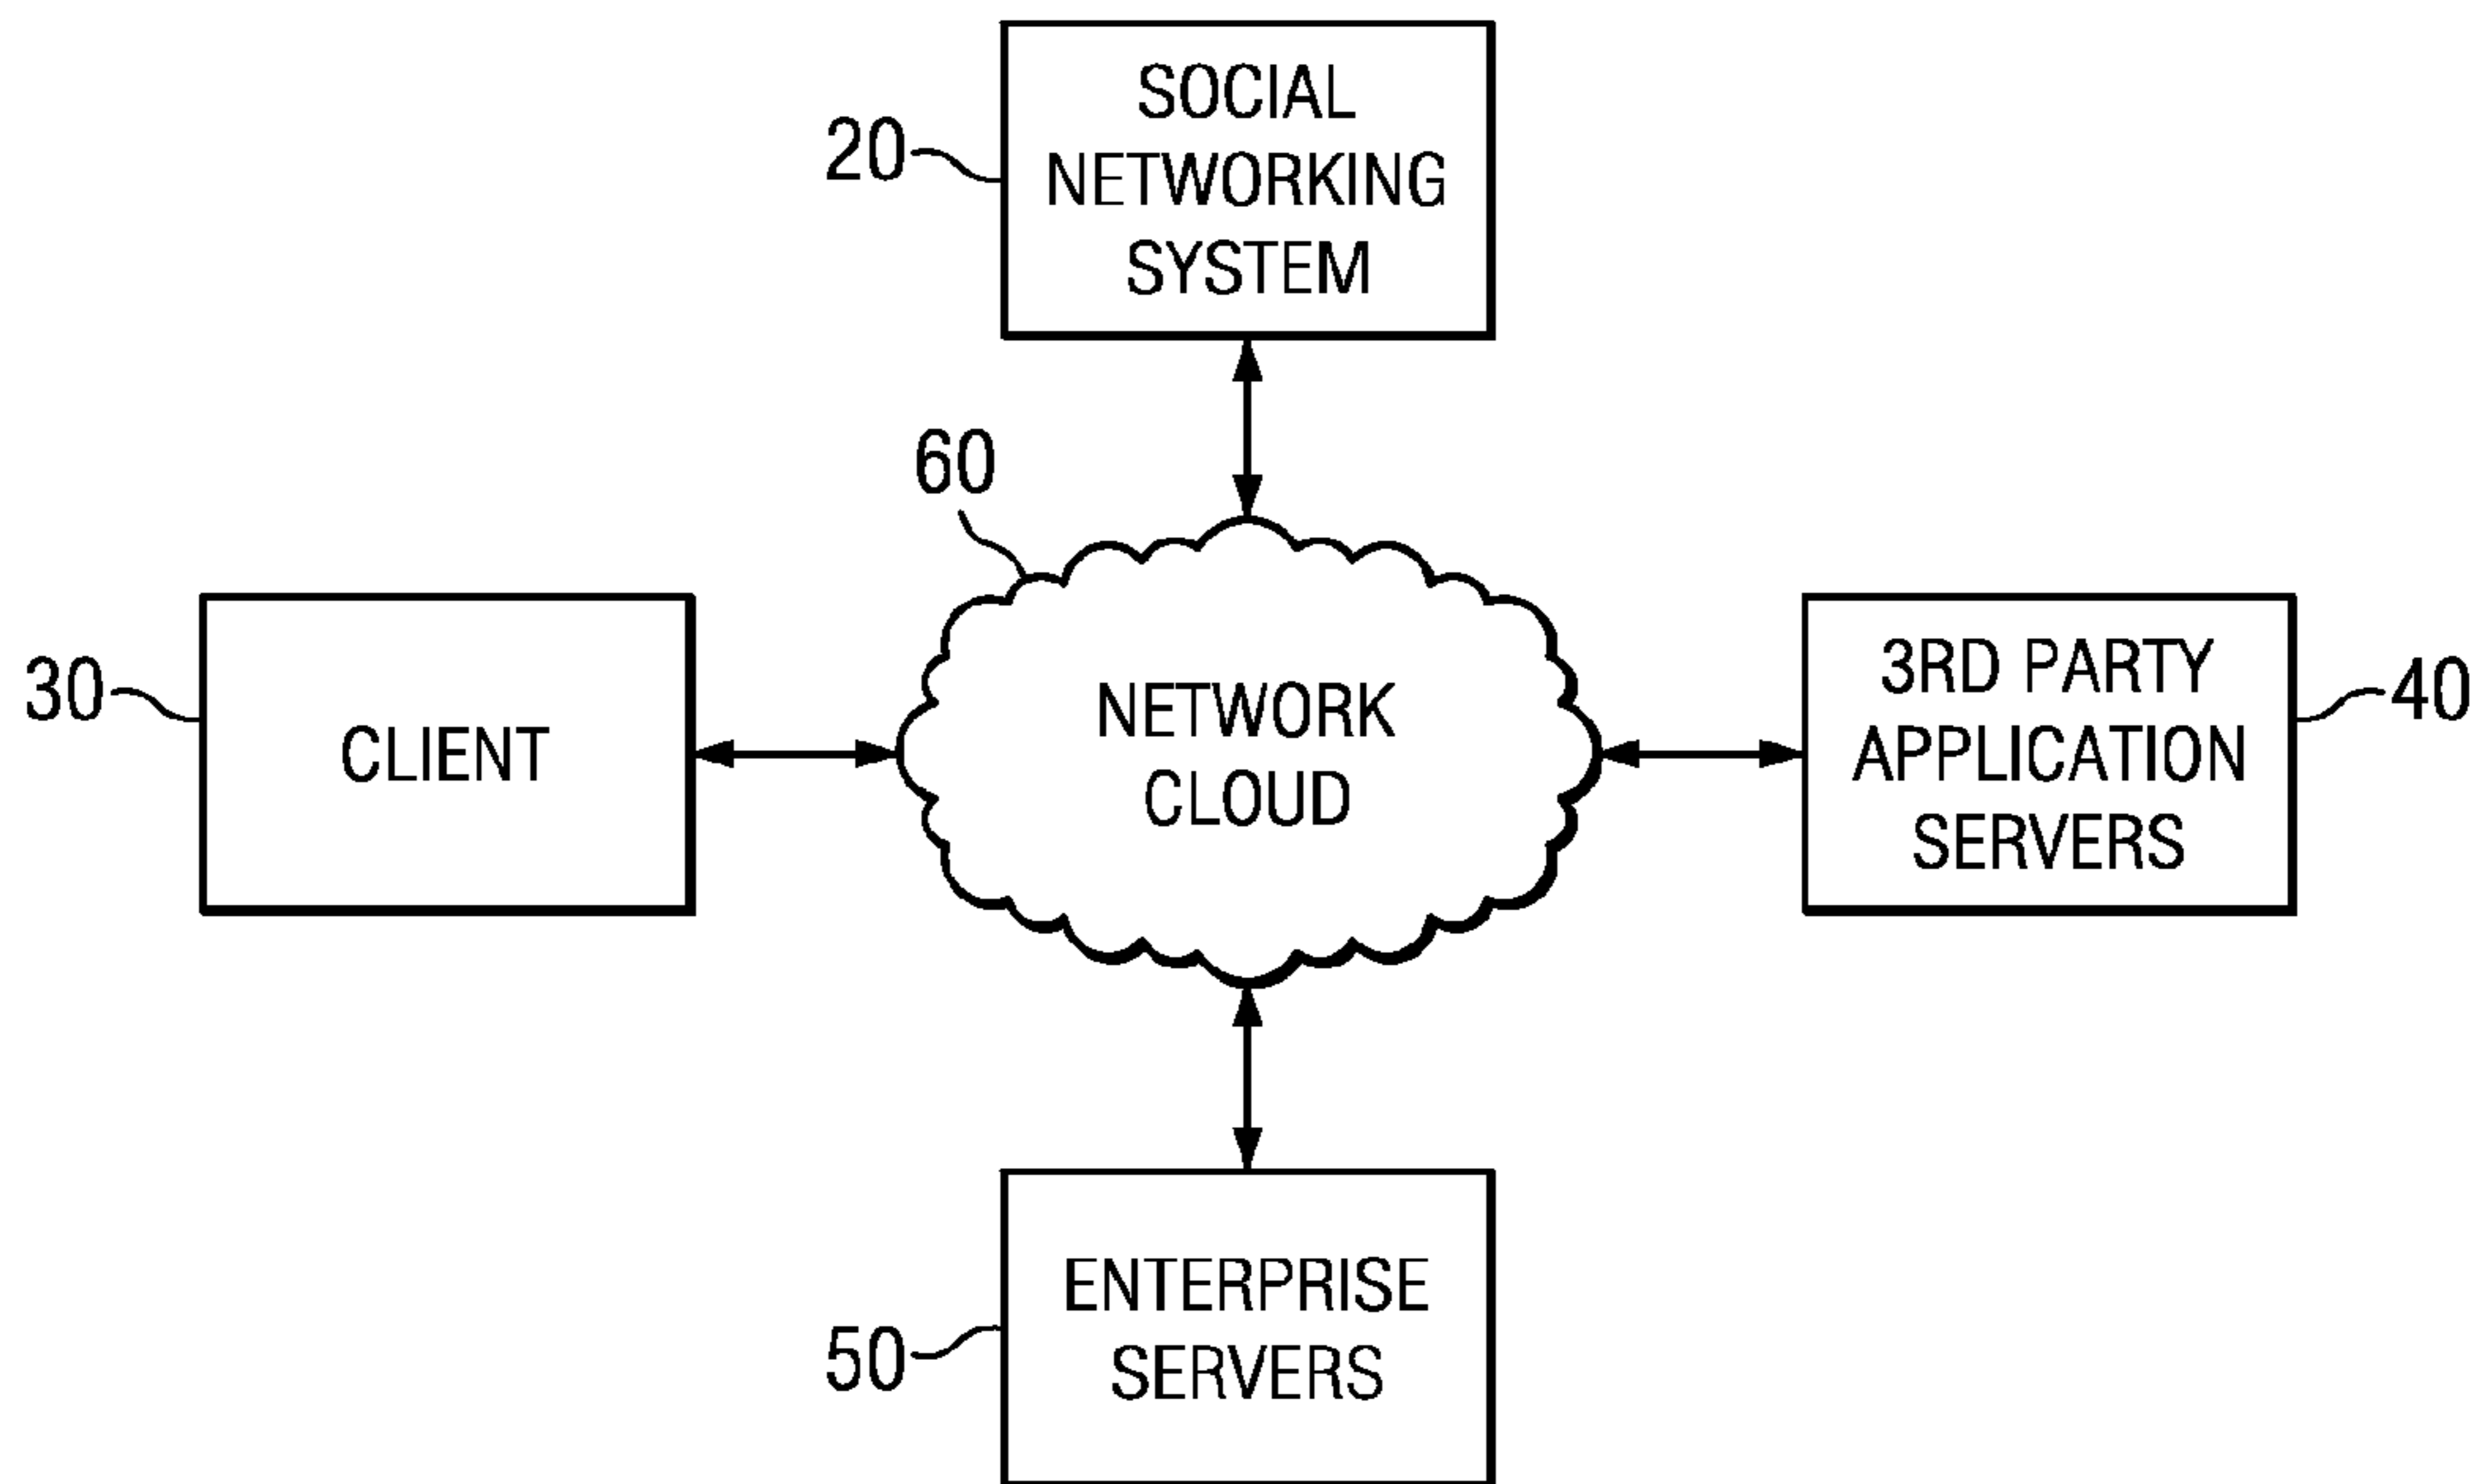 SOCIAL
NETWORKING
SYSTEM
20
60
30
CLIENT
NETWORK
CLOUD
3RD PARTY
APPLICATION
SERVERS
40
ENTERPRISE
SERVERS
50